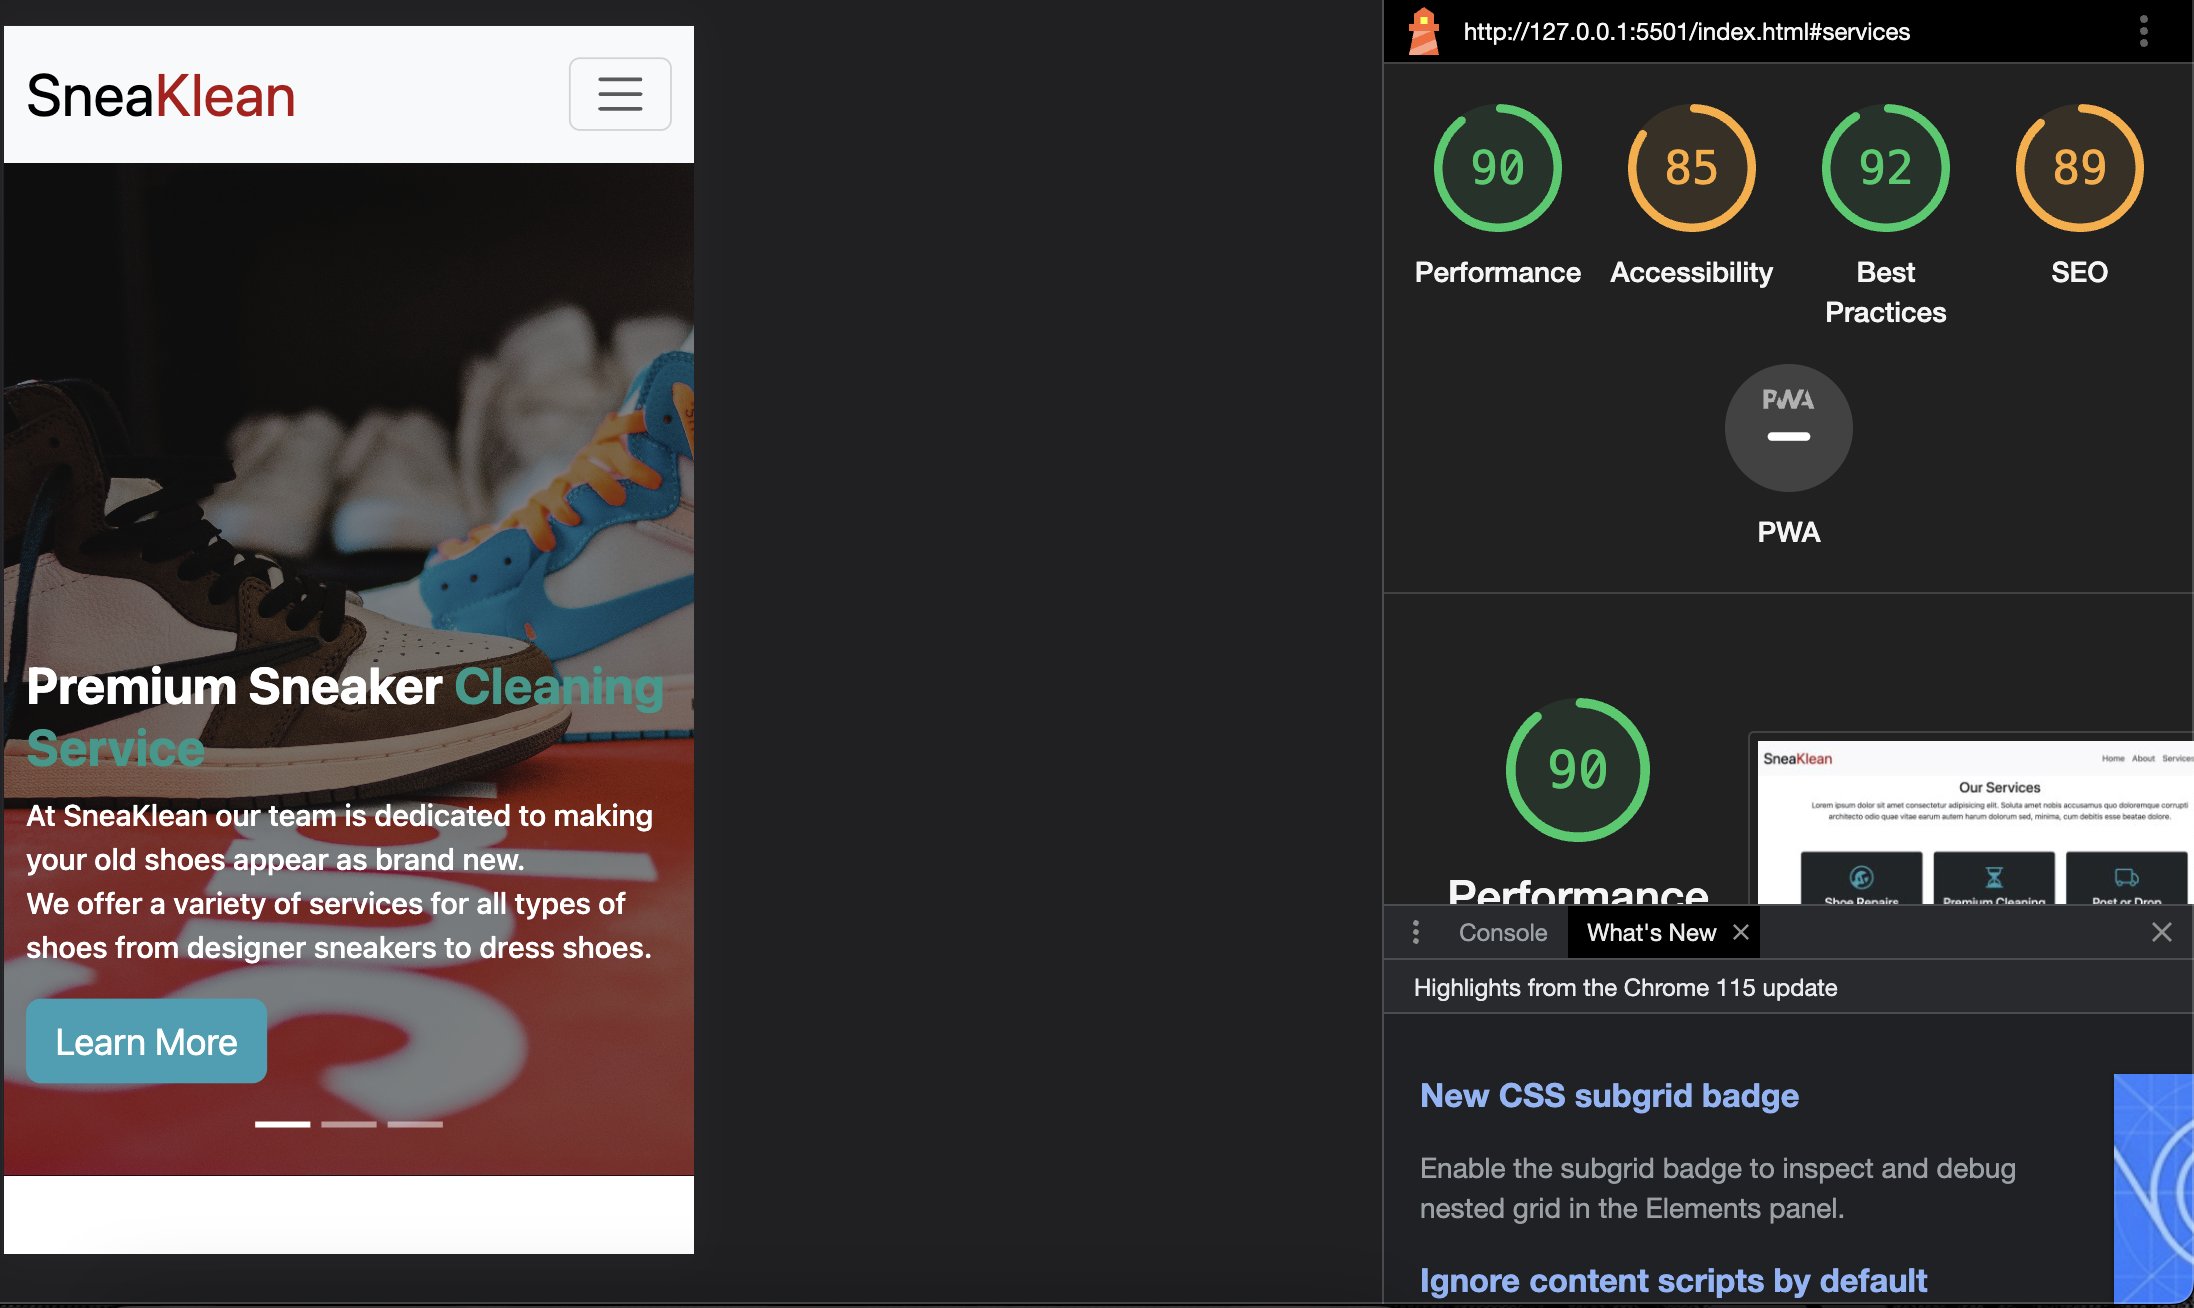 SneaKlean
Premium Sneaker Cleaning
Service
At SneaKlean our team is dedicated to making
your old shoes appear as brand new.
We offer a variety of services for all types of
shoes from designer sneakers to dress shoes.
Learn More
http://127.0.0.1:5501/index.html#services
90
85
92
89
Performance
Accessibility
Best
Practices
SEO
PWA
PWA
90
Performance
SneaKlean
Home About Services
Our Services
Lorem ipsum dolor sit amet consectetur adipisicing elit. Soluta amet nobis accusamus quo doloremque corrupti
architecto odio quae vitae earum autem harum dolorum sed, minima, cum debitis esse beatae dolore.
Shoe Repairs
Premium Cleaning
Post or Drop
Console
What's New
Highlights from the Chrome 115 update
New CSS subgrid badge
Enable the subgrid badge to inspect and debug
nested grid in the Elements panel.
Ignore content scripts by default